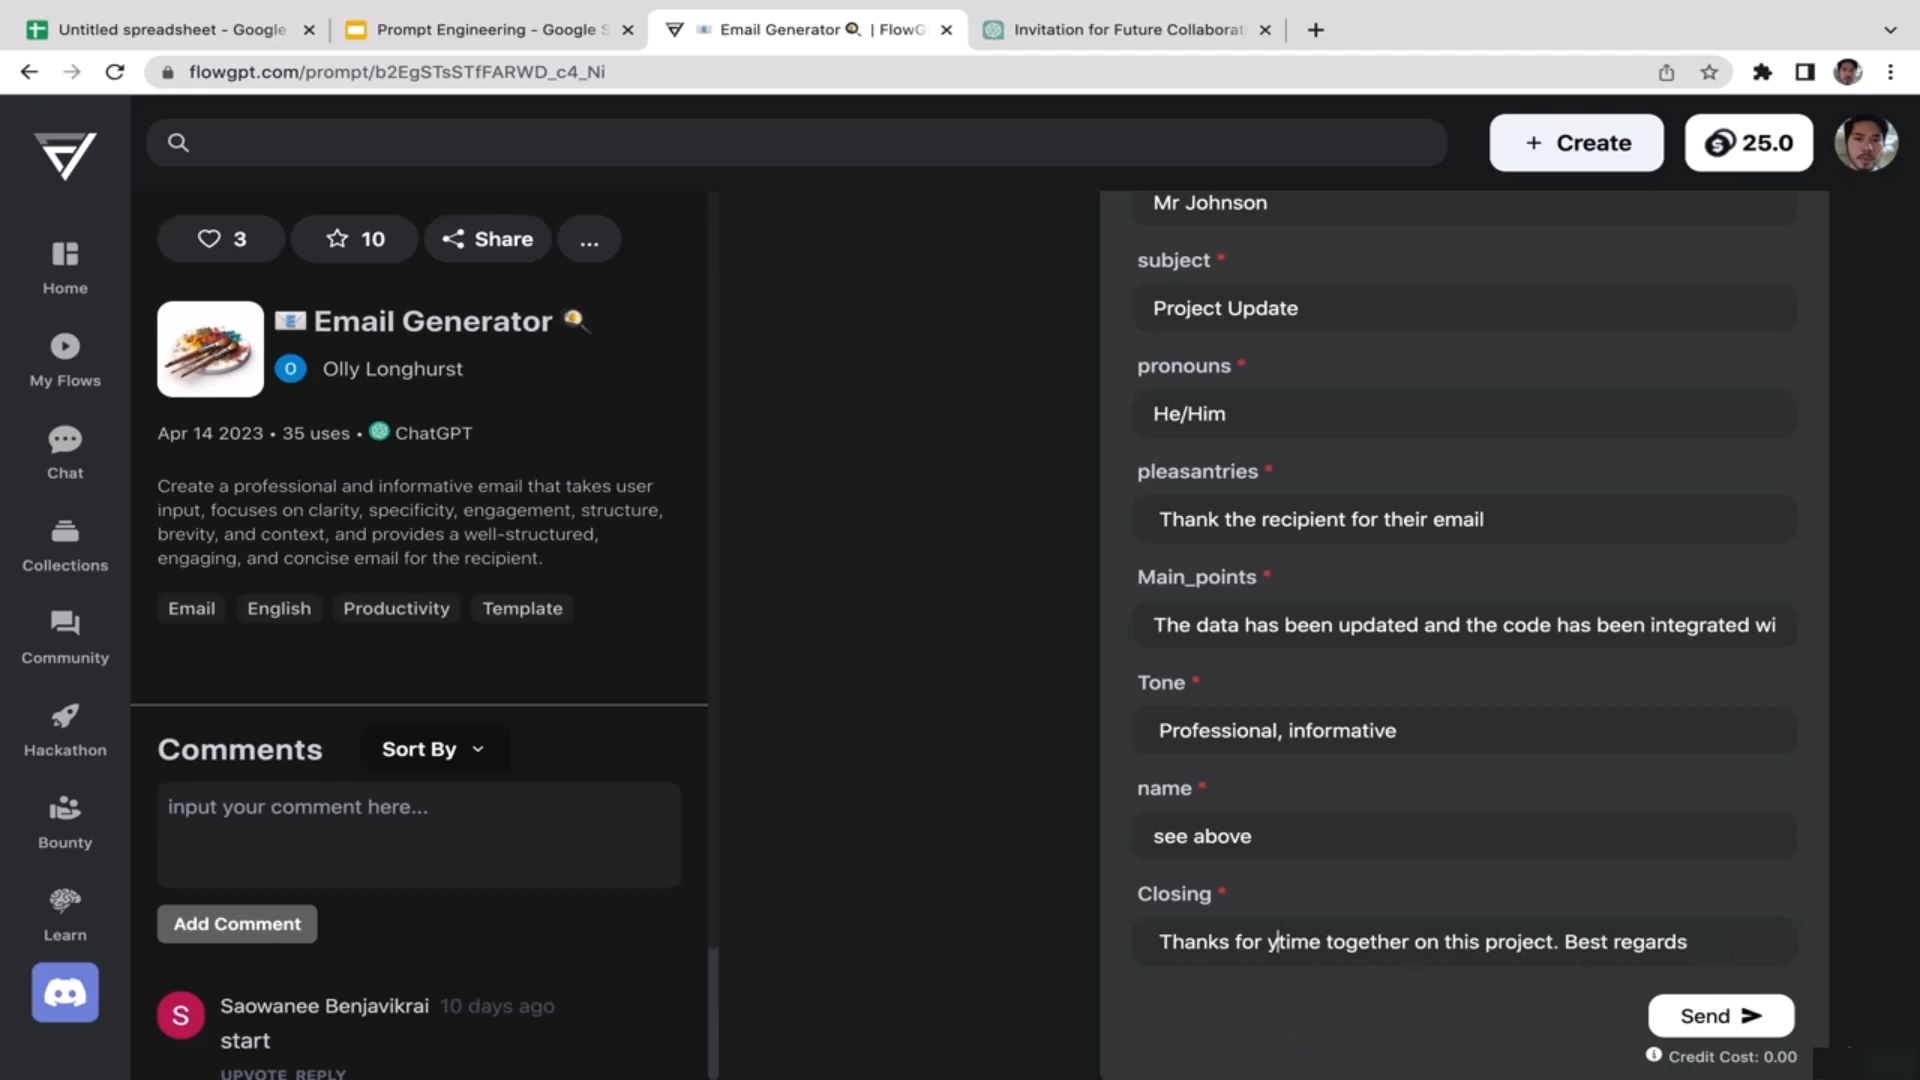 Untitled spreadsheet - Google
Prompt Engineering - Google S
Email Generator | FlowG
Invitation for Future Collaborat
flowgpt.com/prompt/b2EgSTsSTfFARWD_c4_Ni
+ Create
25.0
Home
My Flows
Chat
Collections
Community
Hackathon
Bounty
Learn
3
10
Share
...
Email Generator
O Olly Longhurst
Apr 14 2023 • 35 uses • ChatGPT
Create a professional and informative email that takes user
input, focuses on clarity, specificity, engagement, structure,
brevity, and context, and provides a well-structured,
engaging, and concise email for the recipient.
Email English Productivity Template
Comments
Sort By
input your comment here...
Add Comment
S
Saowanee Benjavikrai 10 days ago
start
UPVOTE REPLY
Mr Johnson
subject *
Project Update
pronouns *
He/Him
pleasantries *
Thank the recipient for their email
Main_points *
The data has been updated and the code has been integrated wi
Tone *
Professional, informative
name *
see above
Closing *
Thanks for ytime together on this project. Best regards
Send
Credit Cost: 0.00